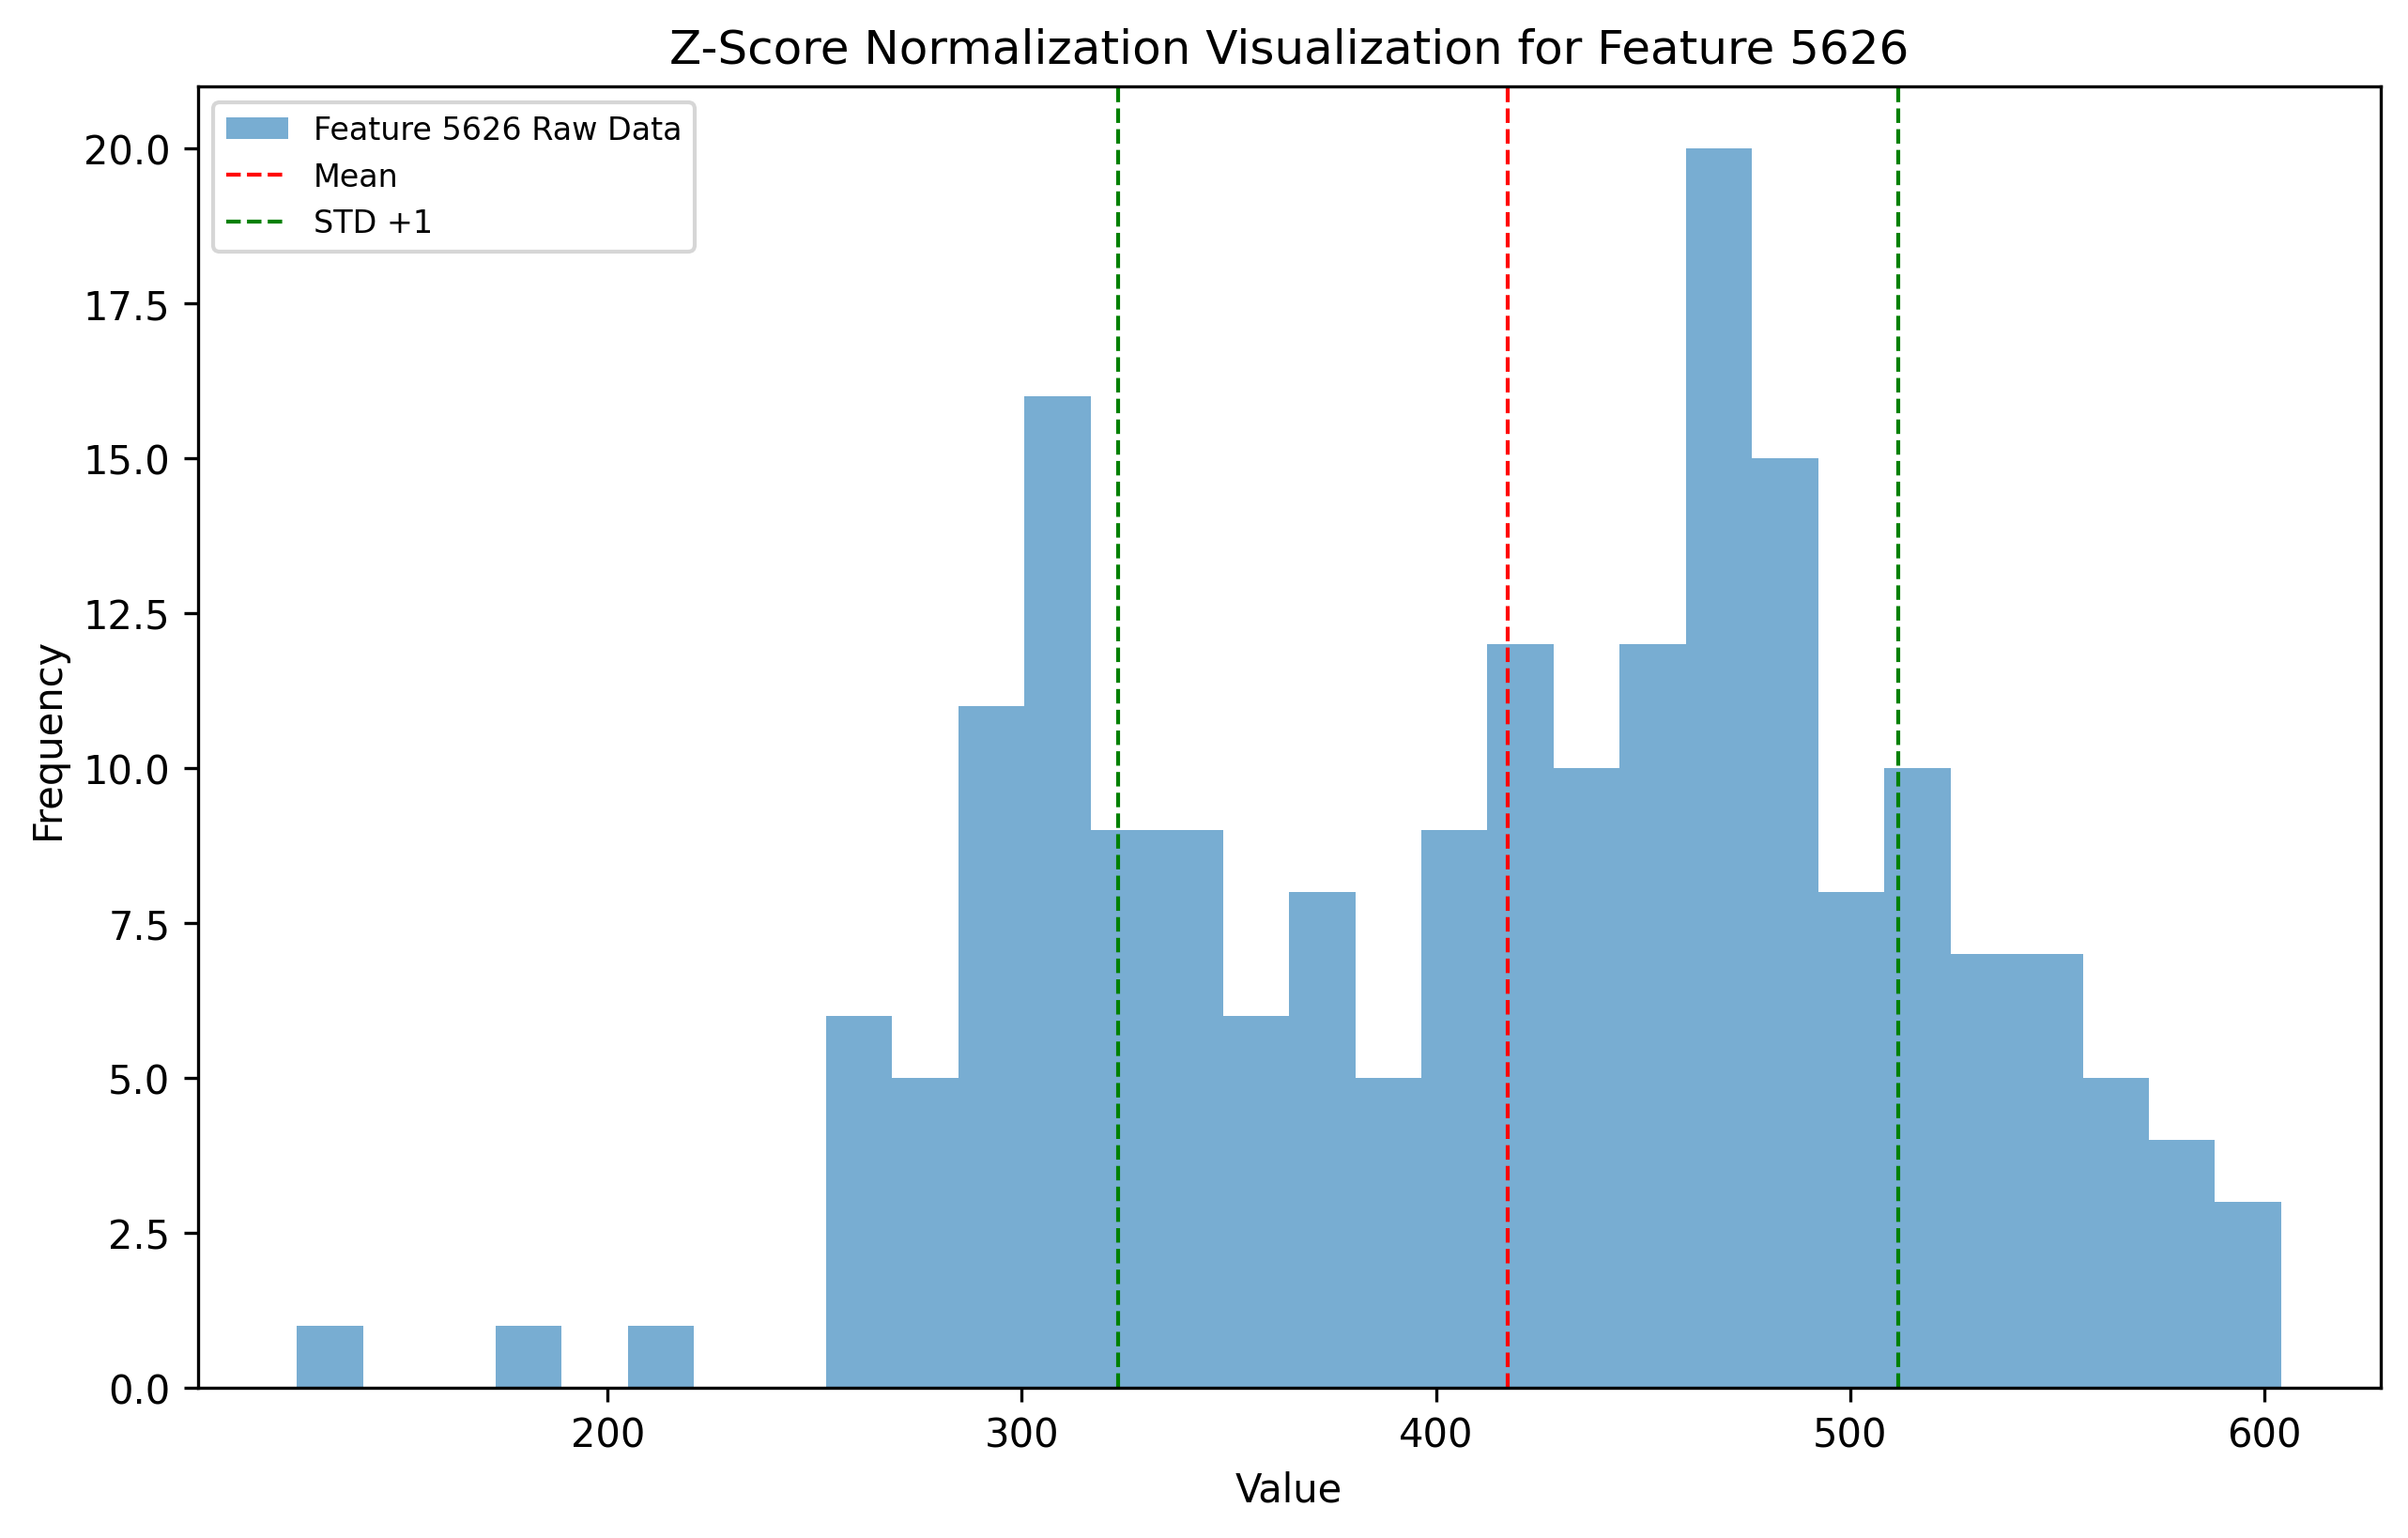 Z-Score Normalization Visualization for Feature 5626
Feature 5626 Raw Data
Mean
STD +1
20.0
17.5
15.0
12.5
10.0
7.5
5.0
2.5
0.0
Frequency
200 300 400 500 600
Value